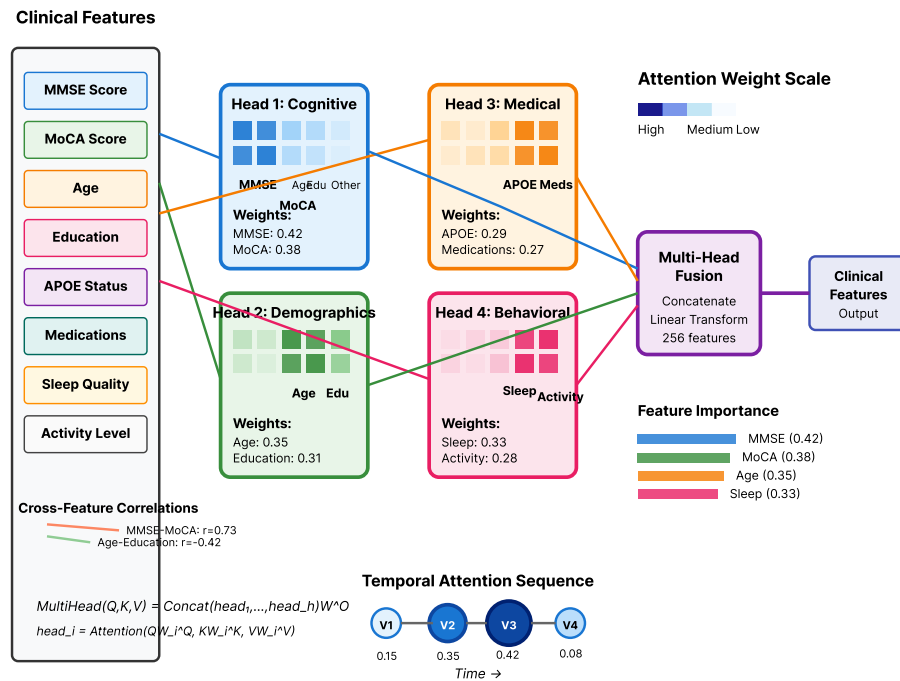 Clinical Features
MMSE Score
MoCA Score
Age
Education
APOE Status
Medications
Sleep Quality
Activity Level
Cross-Feature Correlations
MMSE-MoCA: r=0.73
Age-Education: r=-0.42
MultiHead(Q,K,V) = Concat(head₁,...,head_h)W^O
head_i = Attention(QW_i^Q, KW_i^K, VW_i^V)
Head 1: Cognitive
MMSE Age Edu Other
MoCA
Weights:
MMSE: 0.42
MoCA: 0.38
Head 3: Medical
APOE Meds
Weights:
APOE: 0.29
Medications: 0.27
Head 2: Demographics
Age Edu
Weights:
Age: 0.35
Education: 0.31
Head 4: Behavioral
Sleep Activity
Weights:
Sleep: 0.33
Activity: 0.28
Attention Weight Scale
High Medium Low
Multi-Head
Fusion
Concatenate
Linear Transform
256 features
Clinical
Features
Output
Feature Importance
MMSE (0.42)
MoCA (0.38)
Age (0.35)
Sleep (0.33)
Temporal Attention Sequence
V1 V2 V3 V4
0.15 0.35 0.42 0.08
Time →